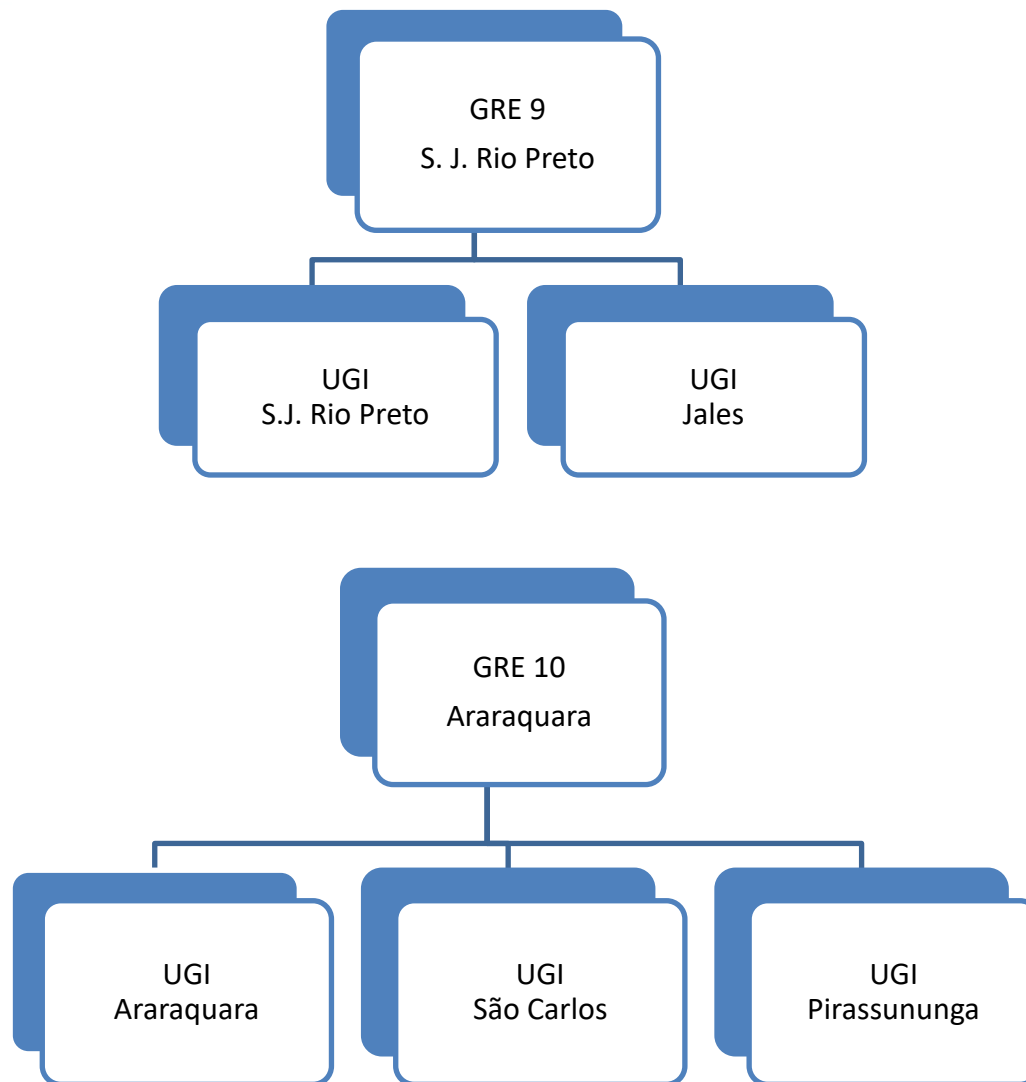 GRE 9
S. J. Rio Preto
UGI
S.J. Rio Preto
UGI
Jales
GRE 10
Araraquara
UGI
Araraquara
UGI
São Carlos
UGI
Pirassununga